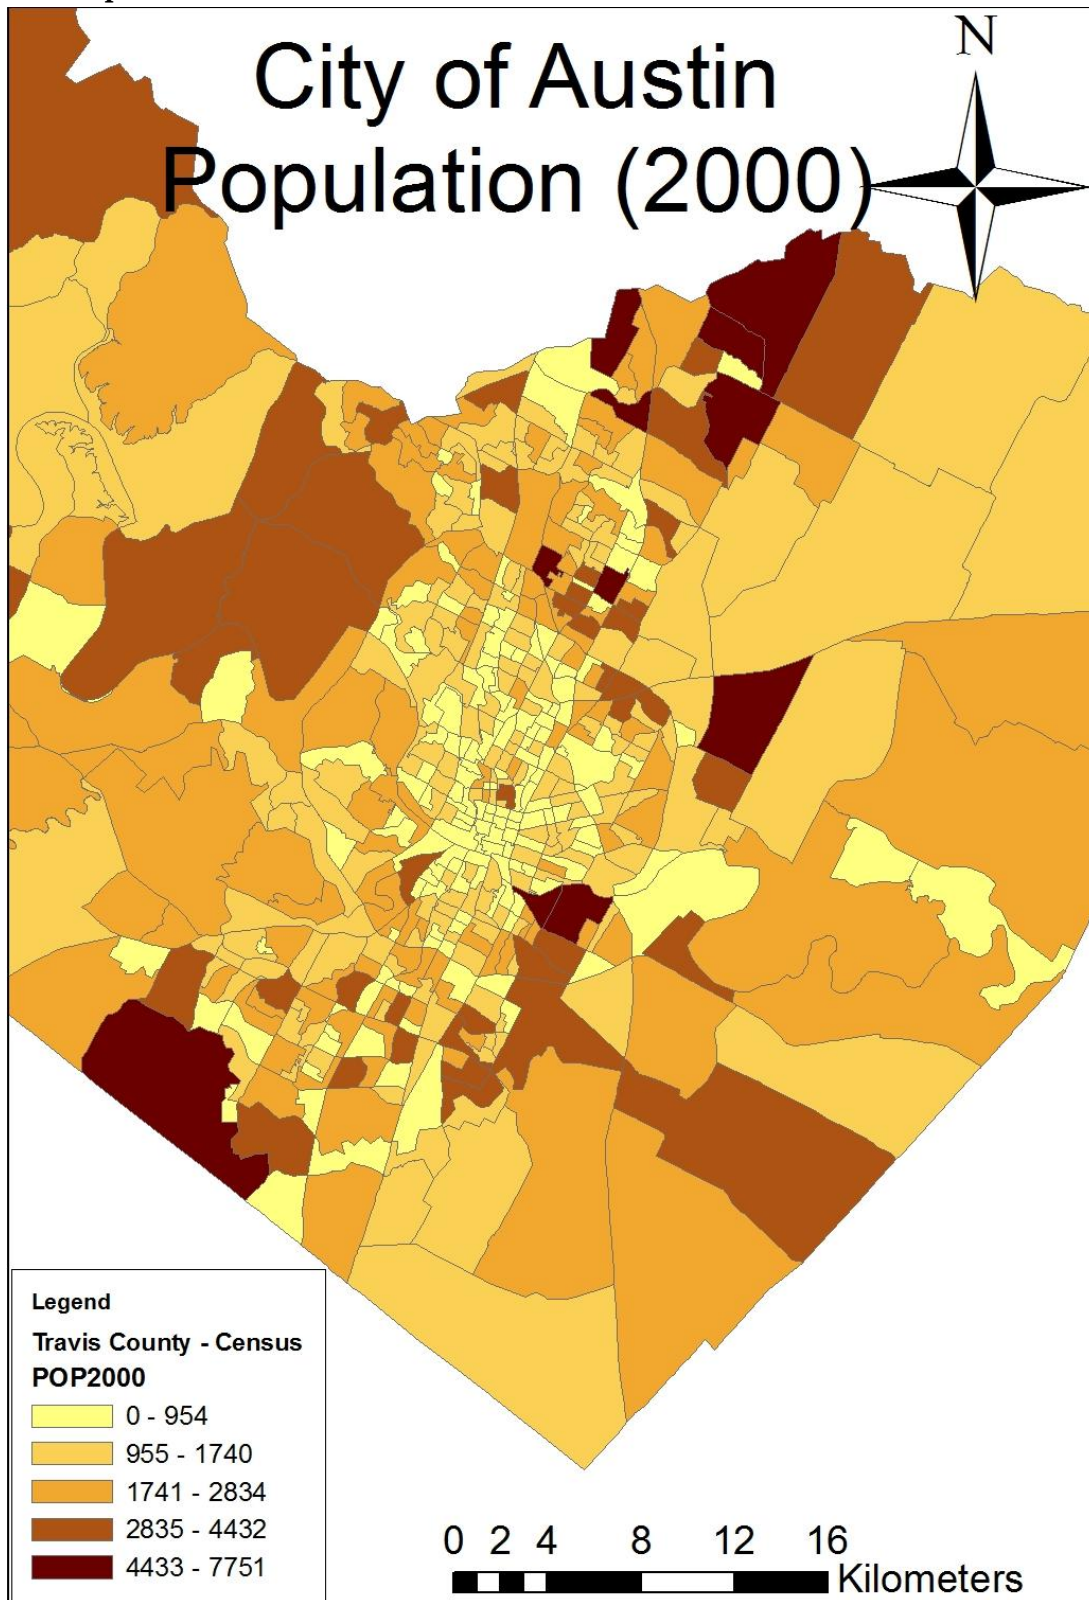 City of Austin
Population (2000)
N
Legend
Travis County - Census
POP2000
0 - 954
955 - 1740
1741 - 2834
2835 - 4432
4433 - 7751
0 2 4 8 12 16
Kilometers